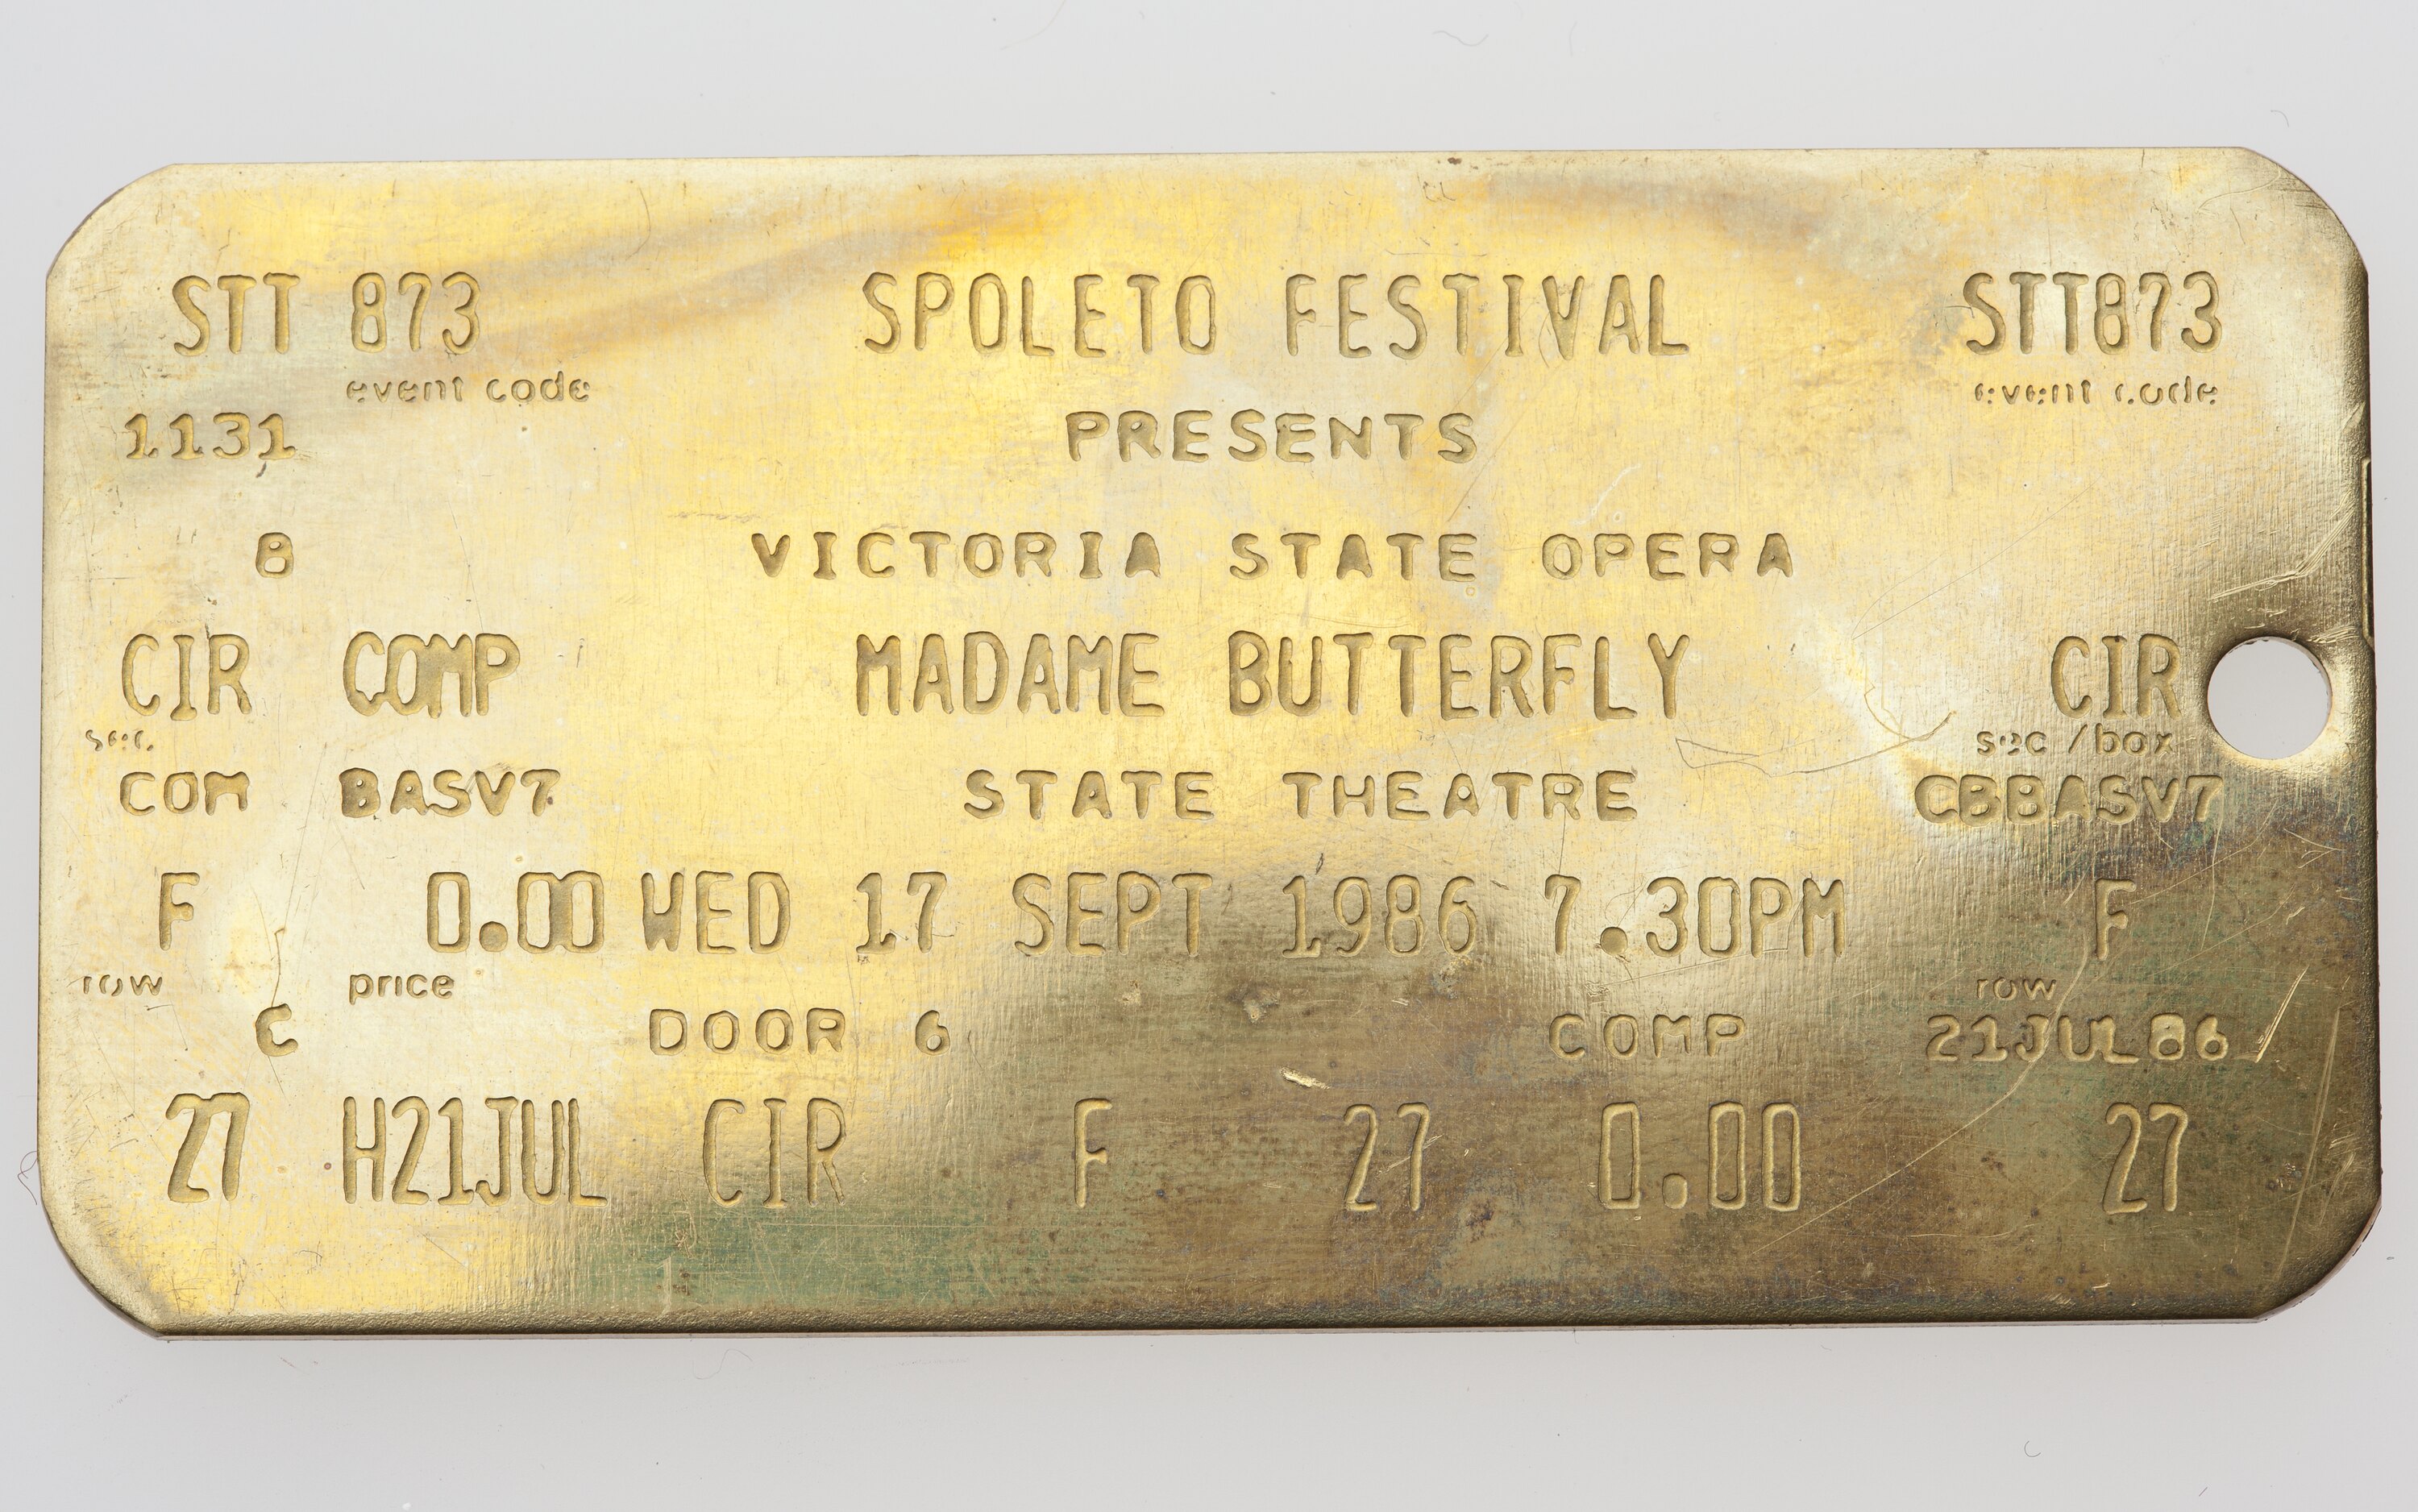 STT 873 SPOLETO FESTIVAL STT873
event code event code
1131 PRESENTS
8 VICTORIA STATE OPERA
CIR COMP MADAME BUTTERFLY CIR
sec. sec/box
COM BASV7 STATE THEATRE CBBASV7
F 0.00 WED 17 SEPT 1986 7.30PM F
row price row
C DOOR 6 COMP 21JUL86
27 H21JUL CIR F 27 0.00 27